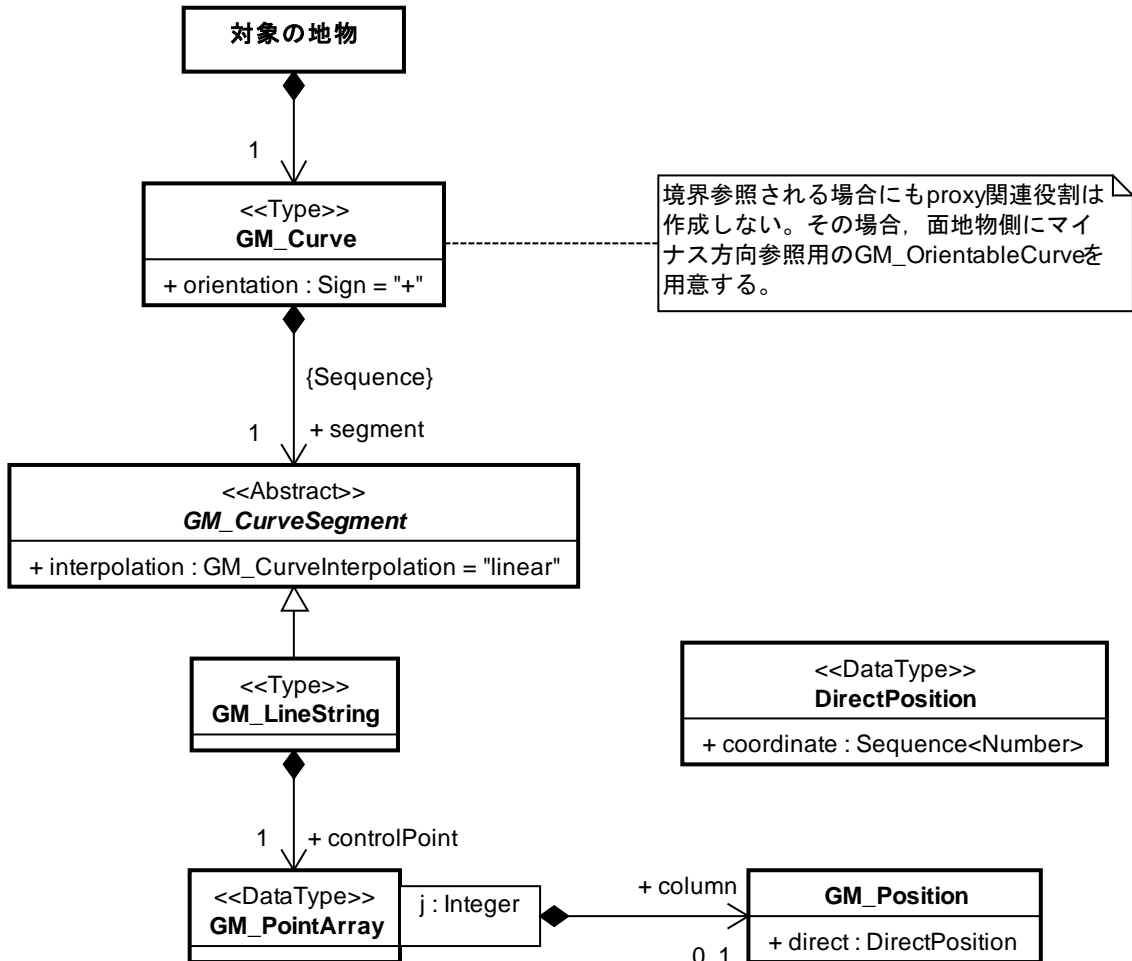 対象の地物
1
<<Type>>
GM_Curve
+ orientation : Sign = "+"
境界参照される場合にもproxy関連役割は
作成しない。その場合，面地物側にマイ
ナス方向参照用のGM_OrientableCurveを
用意する。
{Sequence}
1
+ segment
<<Abstract>>
GM_CurveSegment
+ interpolation : GM_CurveInterpolation = "linear"
<<Type>>
GM_LineString
<<DataType>>
DirectPosition
+ coordinate : Sequence<Number>
1
+ controlPoint
<<DataType>>
GM_PointArray
j : Integer
+ column
GM_Position
+ direct : DirectPosition